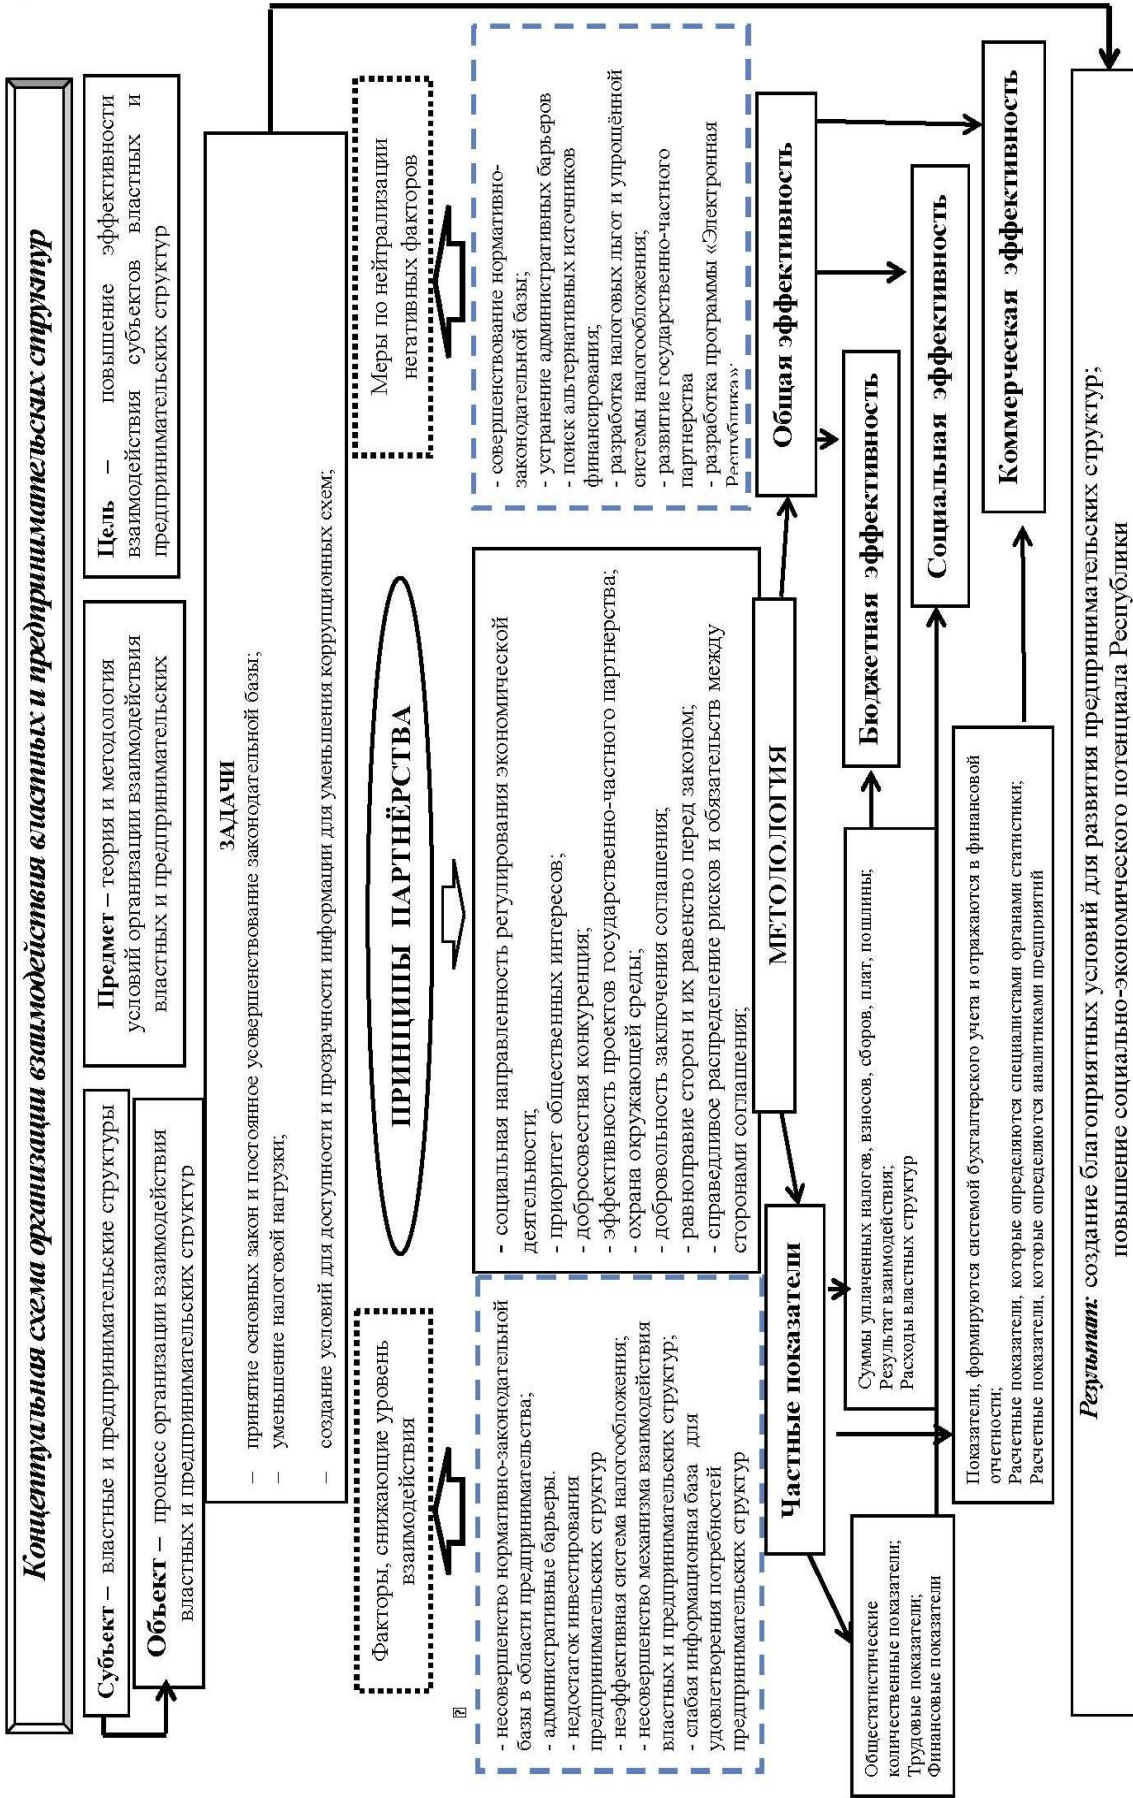 Концептуальная схема организации взаимодействия властных и предпринимательских структур
Субъект – властные и предпринимательские структуры
Объект – процесс организации взаимодействия
властных и предпринимательских структур
Предмет – теория и методология
условий организации взаимодействия
властных и предпринимательских
Цель – повышение эффективности
взаимодействия субъектов властных и
предпринимательских структур
ЗАДАЧИ
– принятие основных закон и постоянное усовершенствование законодательной базы;
– уменьшение налоговой нагрузки;
– создание условий для доступности и прозрачности информации для уменьшения коррупционных схем;
Факторы, снижающие уровень
взаимодействия
ПРИНЦИПЫ ПАРТНЁРСТВА
Меры по нейтрализации
негативных факторов
- несовершенство нормативно-законодательной
базы в области предпринимательства;
- административные барьеры.
- недостаток инвестирования
предпринимательских структур
- неэффективная система налогообложения;
- несовершенство механизма взаимодействия
властных и предпринимательских структур;
- слабая информационная база для
удовлетворения потребностей
предпринимательских структур
- социальная направленность регулирования экономической
деятельности;
- приоритет общественных интересов;
- добросовестная конкуренция;
- эффективность проектов государственно-частного партнерства;
- охрана окружающей среды;
- добровольность заключения соглашения;
- равноправие сторон и их равенство перед законом;
- справедливое распределение рисков и обязательств между
сторонами соглашения;
- совершенствование нормативно-
законодательной базы;
- устранение административных барьеров
- поиск альтернативных источников
финансирования;
- разработка налоговых льгот и упрощённой
системы налогообложения;
- развитие государственно-частного
партнерства
- разработка программы «Электронная
Республика»;
МЕТОЛОЛОГИЯ
Частные показатели
Общая эффективность
Общестатистические
количественные показатели;
Трудовые показатели;
Финансовые показатели
Суммы уплаченных налогов, взносов, сборов, плат, пошлины;
Результат взаимодействия;
Расходы властных структур
Бюджетная эффективность
Социальная эффективность
Показатели, формируются системой бухгалтерского учета и отражаются в финансовой
отчетности;
Расчетные показатели, которые определяются специалистами органами статистики;
Расчетные показатели, которые определяются аналитиками предприятий
Коммерческая эффективность
Результат: создание благоприятных условий для развития предпринимательских структур;
повышение социально-экономического потенциала Республики